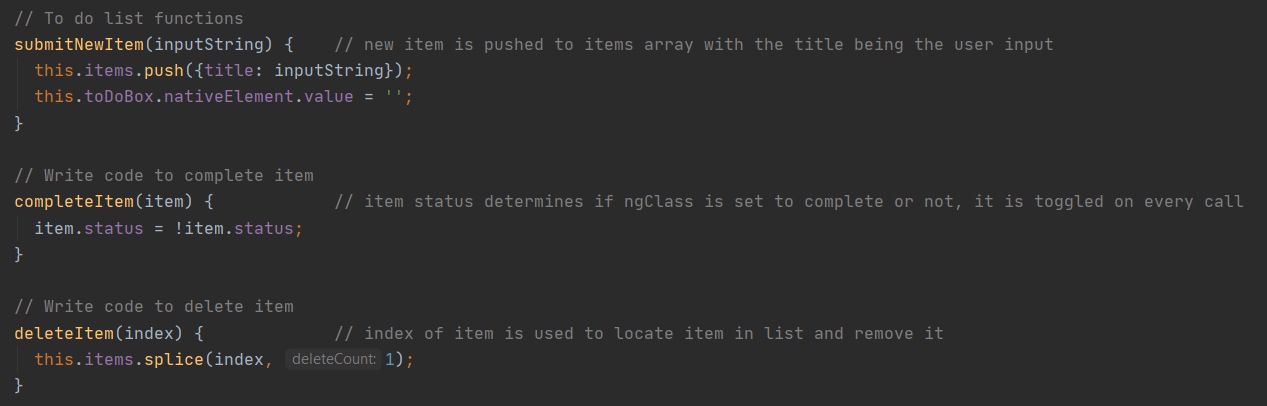 // To do list functions
submitNewItem(inputString) {    // new item is pushed to items array with the title being the user input
  this.items.push({title: inputString});
  this.toDoBox.nativeElement.value = '';
}

// Write code to complete item
completeItem(item) {            // item status determines if ngClass is set to complete or not, it is toggled on every call
  item.status = !item.status;
}

// Write code to delete item
deleteItem(index) {             // index of item is used to locate item in list and remove it
  this.items.splice(index, deleteCount: 1);
}